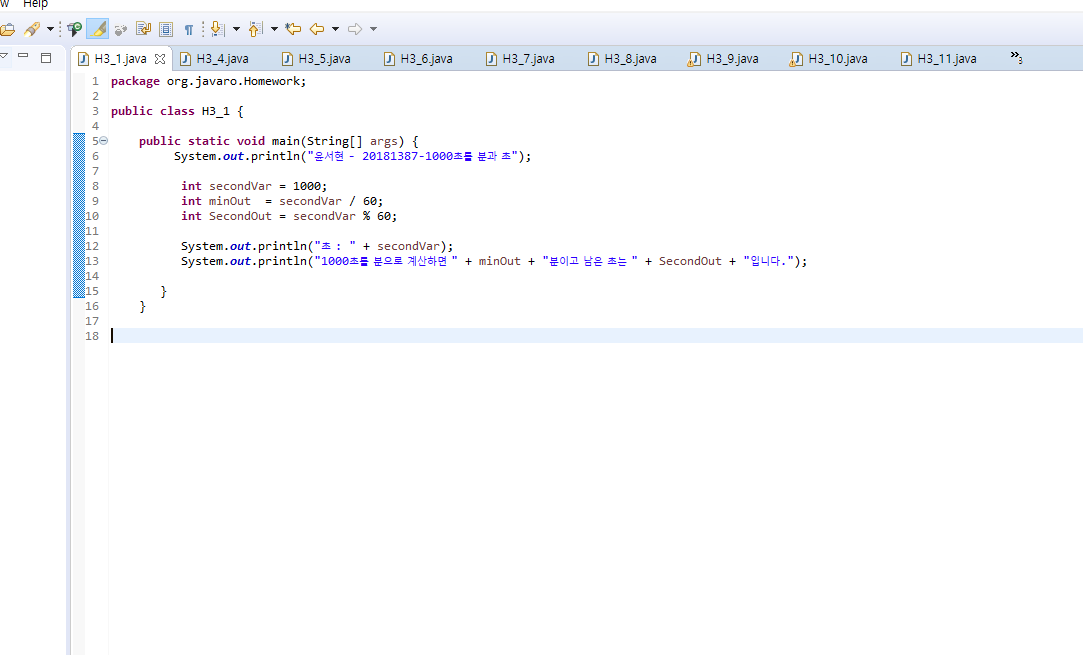 w Help
H3_1.java H3_4.java H3_5.java H3_6.java H3_7.java H3_8.java H3_9.java H3_10.java H3_11.java »3
1 package org.javaro.Homework;
2
3 public class H3_1 {
4
5 public static void main(String[] args) {
6 System.out.println("윤서현 - 20181387-1000초를 분과 초");
7
8 int secondVar = 1000;
9 int minOut  = secondVar / 60;
10 int SecondOut = secondVar % 60;
11
12 System.out.println("초 : " + secondVar);
13 System.out.println("1000초를 분으로 계산하면 " + minOut + "분이고 남은 초는 " + SecondOut + "입니다.");
14
15 }
16 }
17
18